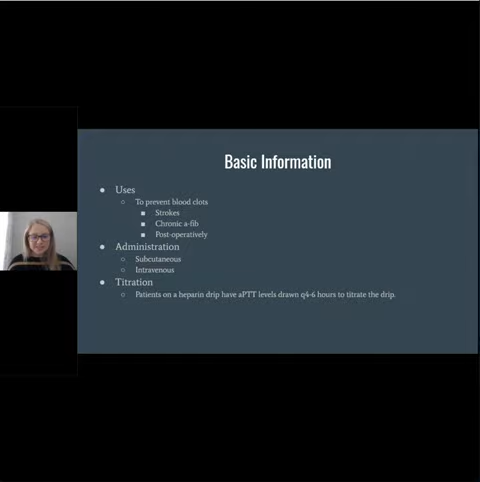 Basic Information
● Uses
○ To prevent blood clots
■ Strokes
■ Chronic a-fib
■ Post-operatively
● Administration
○ Subcutaneous
○ Intravenous
● Titration
○ Patients on a heparin drip have aPTT levels drawn q4-6 hours to titrate the drip.